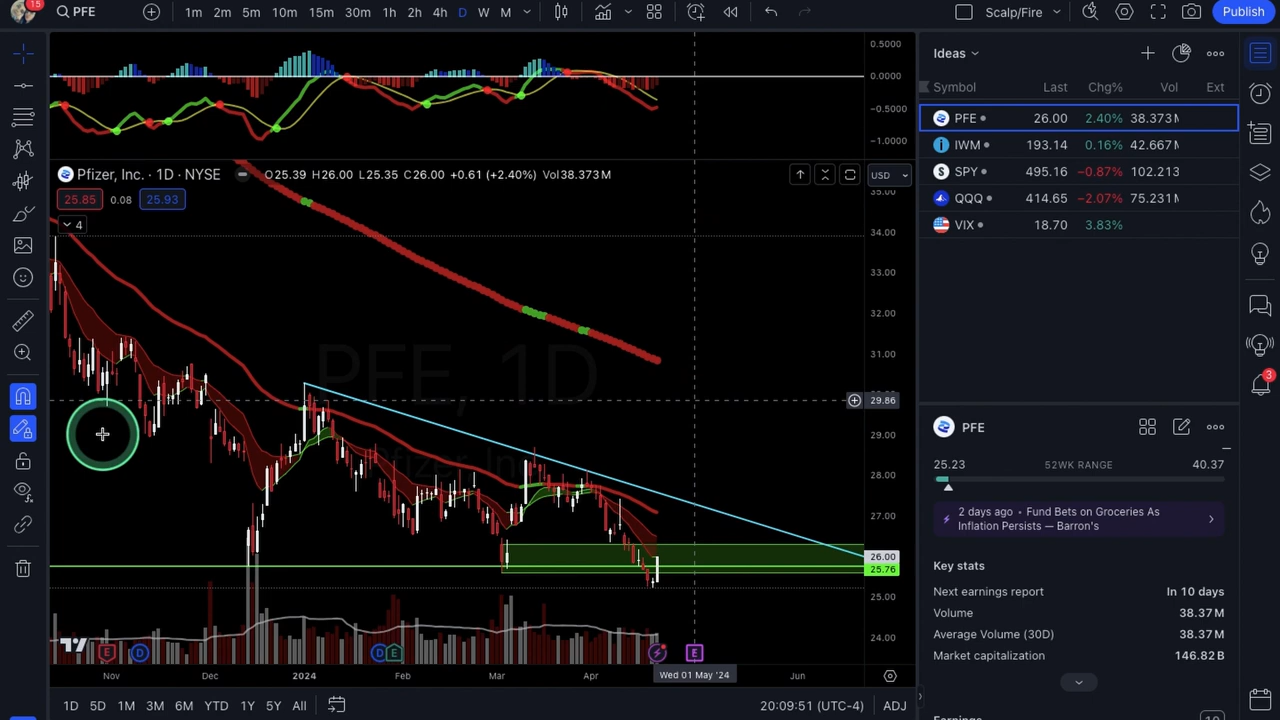 15
PFE
1m 2m 5m 10m 15m 30m 1h 2h 4h D W M
Scalp/Fire
Publish
0.5000
0.0000
-0.5000
-1.0000
Pfizer, Inc. · 1D · NYSE
O25.39 H26.00 L25.35 C26.00 +0.61 (+2.40%) Vol38.373M
USD
25.85 0.08 25.93
4
35.00
34.00
33.00
32.00
31.00
29.86
29.00
28.00
27.00
26.00
25.76
25.00
24.00
PFE, 1D
Pfizer, Inc.
E D D E E
Nov Dec 2024 Feb Mar Apr Wed 01 May '24 Jun
1D 5D 1M 3M 6M YTD 1Y 5Y All
20:09:51 (UTC-4) ADJ
Ideas
Symbol Last Chg% Vol Ext
PFE 26.00 2.40% 38.373M
IWM 193.14 0.16% 42.667M
SPY 495.16 -0.87% 102.213
QQQ 414.65 -2.07% 75.231M
VIX 18.70 3.83%
3
PFE
25.23 52WK RANGE 40.37
2 days ago • Fund Bets on Groceries As
Inflation Persists — Barron's
Key stats
Next earnings report In 10 days
Volume 38.37M
Average Volume (30D) 38.37M
Market capitalization 146.82B